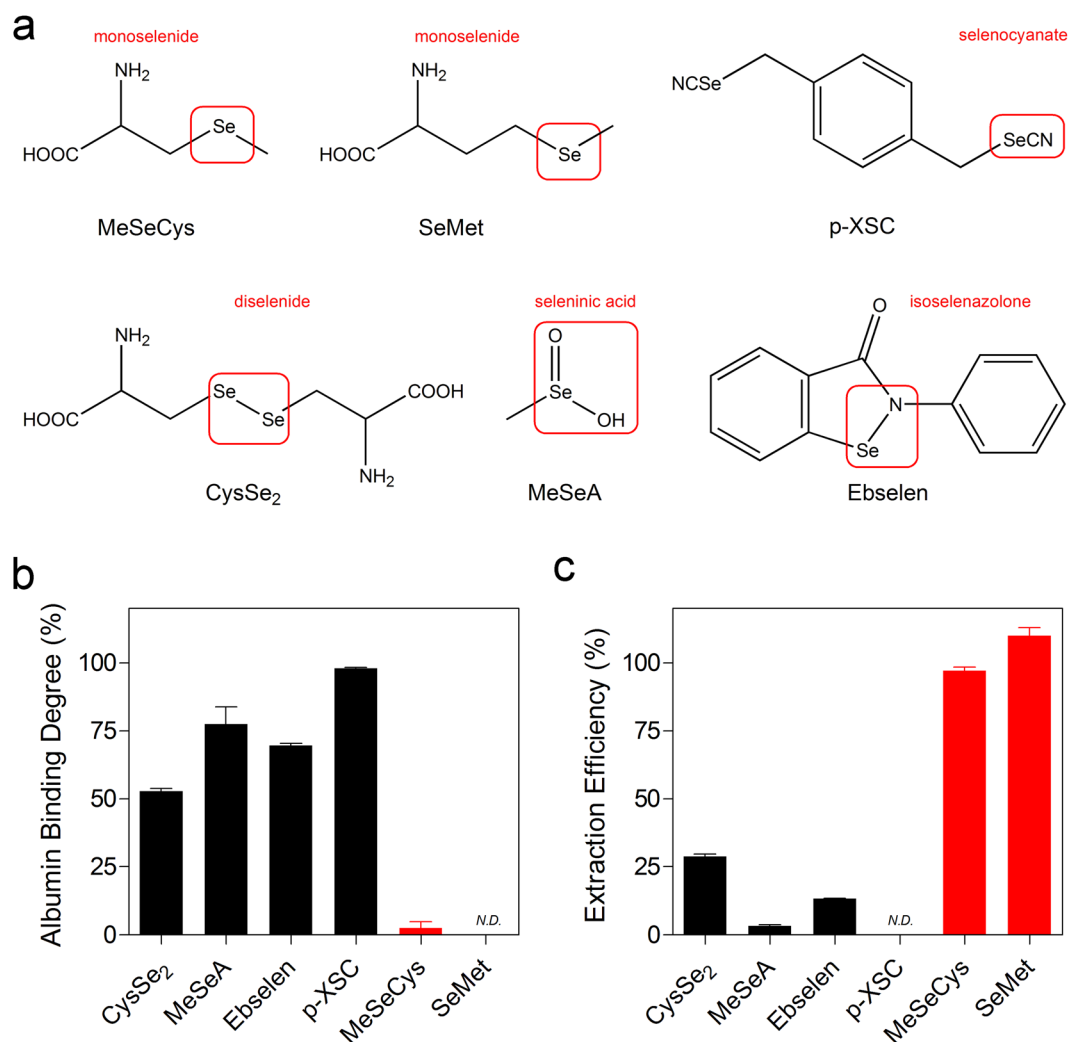 a
monoselenide
monoselenide
selenocyanate
NH₂
NH₂
NCSe
Se
HOOC
HOOC
Se
SeCN
MeSeCys
SeMet
p-XSC
diselenide
seleninic acid
isoselenazolone
O
O
NH₂
Se
COOH
Se
N
HOOC
Se
OH
Se
NH₂
CysSe₂
MeSeA
Ebselen
b
c
Albumin Binding Degree (%)
100
75
50
25
0
N.D.
CysSe₂
MeSeA
Ebselen
p-XSC
MeSeCys
SeMet
Extraction Efficiency (%)
100
75
50
25
0
N.D.
CysSe₂
MeSeA
Ebselen
p-XSC
MeSeCys
SeMet